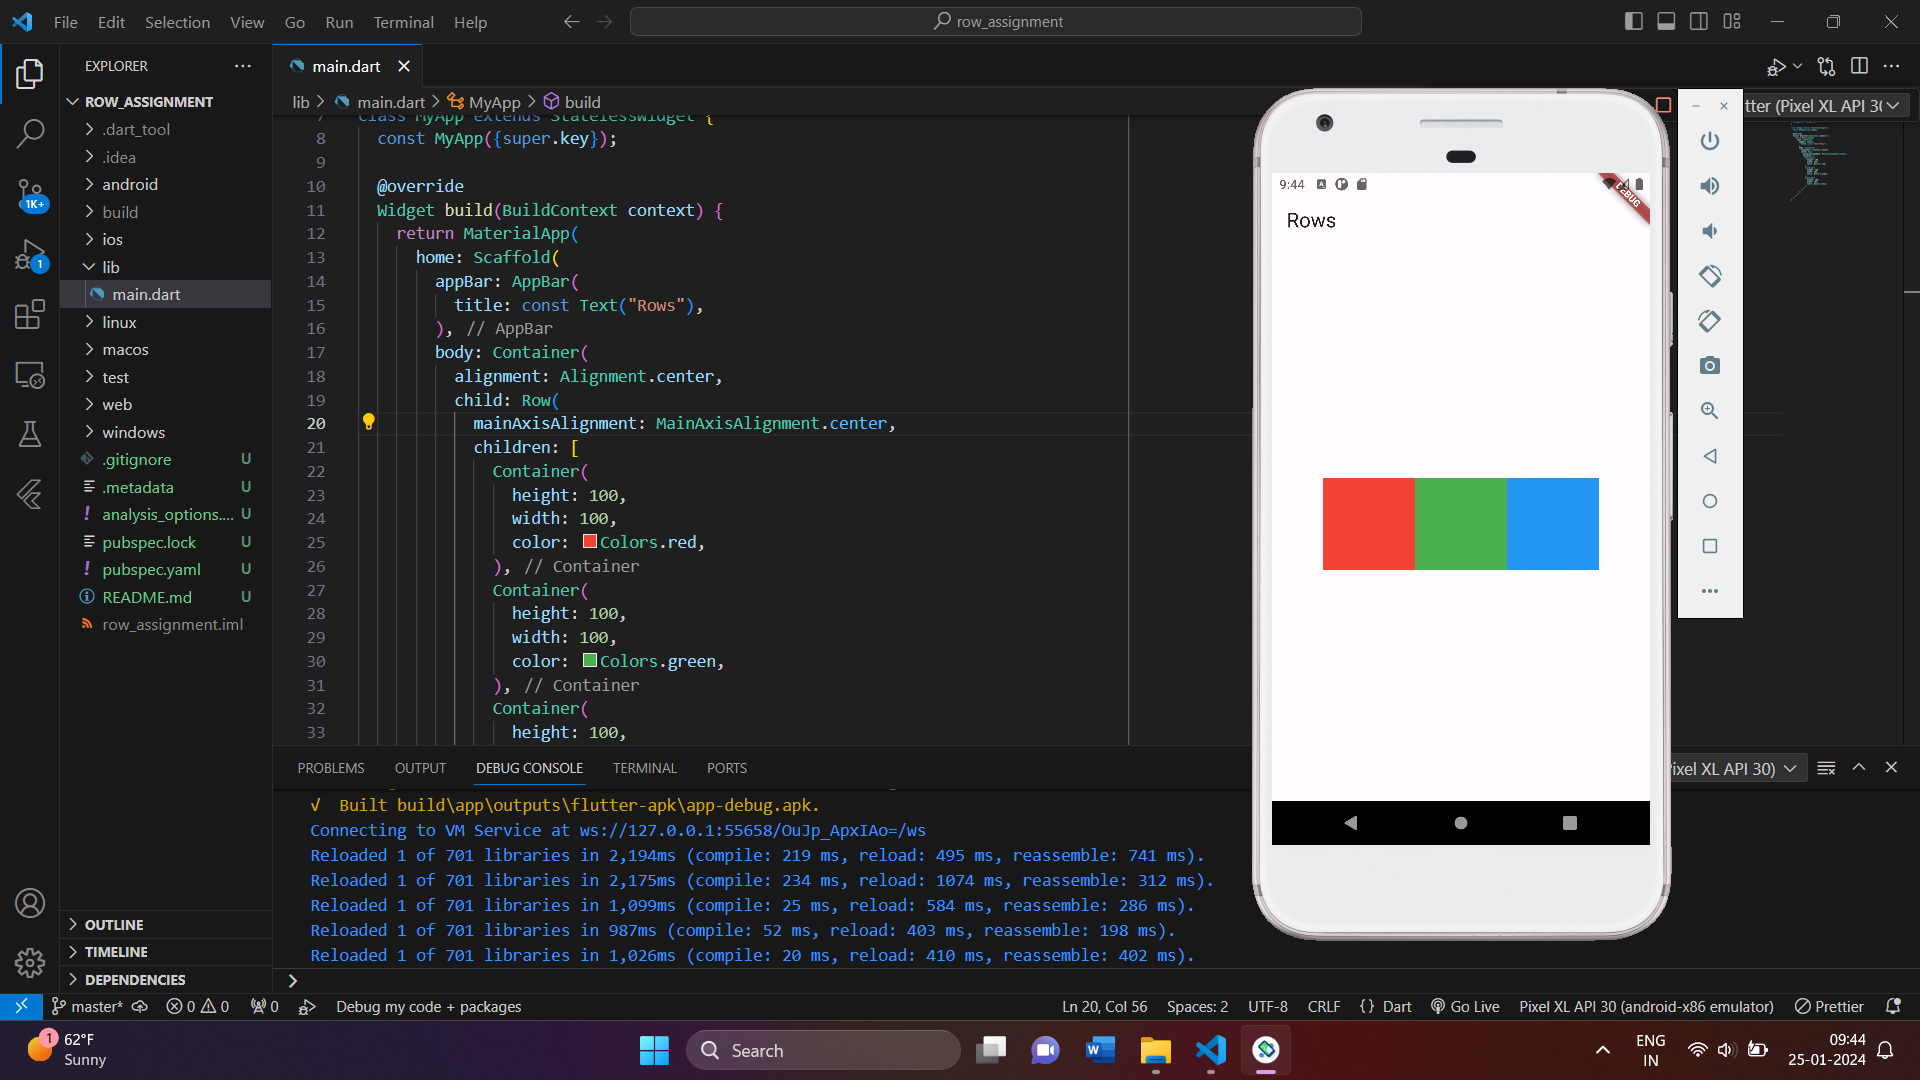 File Edit Selection View Go Run Terminal Help
row_assignment
EXPLORER
main.dart
ROW_ASSIGNMENT
.dart_tool
.idea
android
build
ios
lib
main.dart
linux
macos
test
web
windows
.gitignore U
.metadata U
analysis_options.... U
pubspec.lock U
pubspec.yaml U
README.md U
row_assignment.iml
OUTLINE
TIMELINE
DEPENDENCIES
1K+
1
lib > main.dart > MyApp > build
tter (Pixel XL API 30
7 class MyApp extends StatelessWidget {
8 const MyApp({super.key});
9
10 @override
11 Widget build(BuildContext context) {
12 return MaterialApp(
13 home: Scaffold(
14 appBar: AppBar(
15 title: const Text("Rows"),
16 ), // AppBar
17 body: Container(
18 alignment: Alignment.center,
19 child: Row(
20 mainAxisAlignment: MainAxisAlignment.center,
21 children: [
22 Container(
23 height: 100,
24 width: 100,
25 color: Colors.red,
26 ), // Container
27 Container(
28 height: 100,
29 width: 100,
30 color: Colors.green,
31 ), // Container
32 Container(
33 height: 100,
9:44
DEBUG
Rows
PROBLEMS OUTPUT DEBUG CONSOLE TERMINAL PORTS
ixel XL API 30)
√ Built build\app\outputs\flutter-apk\app-debug.apk.
Connecting to VM Service at ws://127.0.0.1:55658/OuJp_ApxIAo=/ws
Reloaded 1 of 701 libraries in 2,194ms (compile: 219 ms, reload: 495 ms, reassemble: 741 ms).
Reloaded 1 of 701 libraries in 2,175ms (compile: 234 ms, reload: 1074 ms, reassemble: 312 ms).
Reloaded 1 of 701 libraries in 1,099ms (compile: 25 ms, reload: 584 ms, reassemble: 286 ms).
Reloaded 1 of 701 libraries in 987ms (compile: 52 ms, reload: 403 ms, reassemble: 198 ms).
Reloaded 1 of 701 libraries in 1,026ms (compile: 20 ms, reload: 410 ms, reassemble: 402 ms).
master* 0 0 0 Debug my code + packages
Ln 20, Col 56 Spaces: 2 UTF-8 CRLF {} Dart Go Live Pixel XL API 30 (android-x86 emulator) Prettier
1
62°F
Sunny
Search
ENG
IN
09:44
25-01-2024